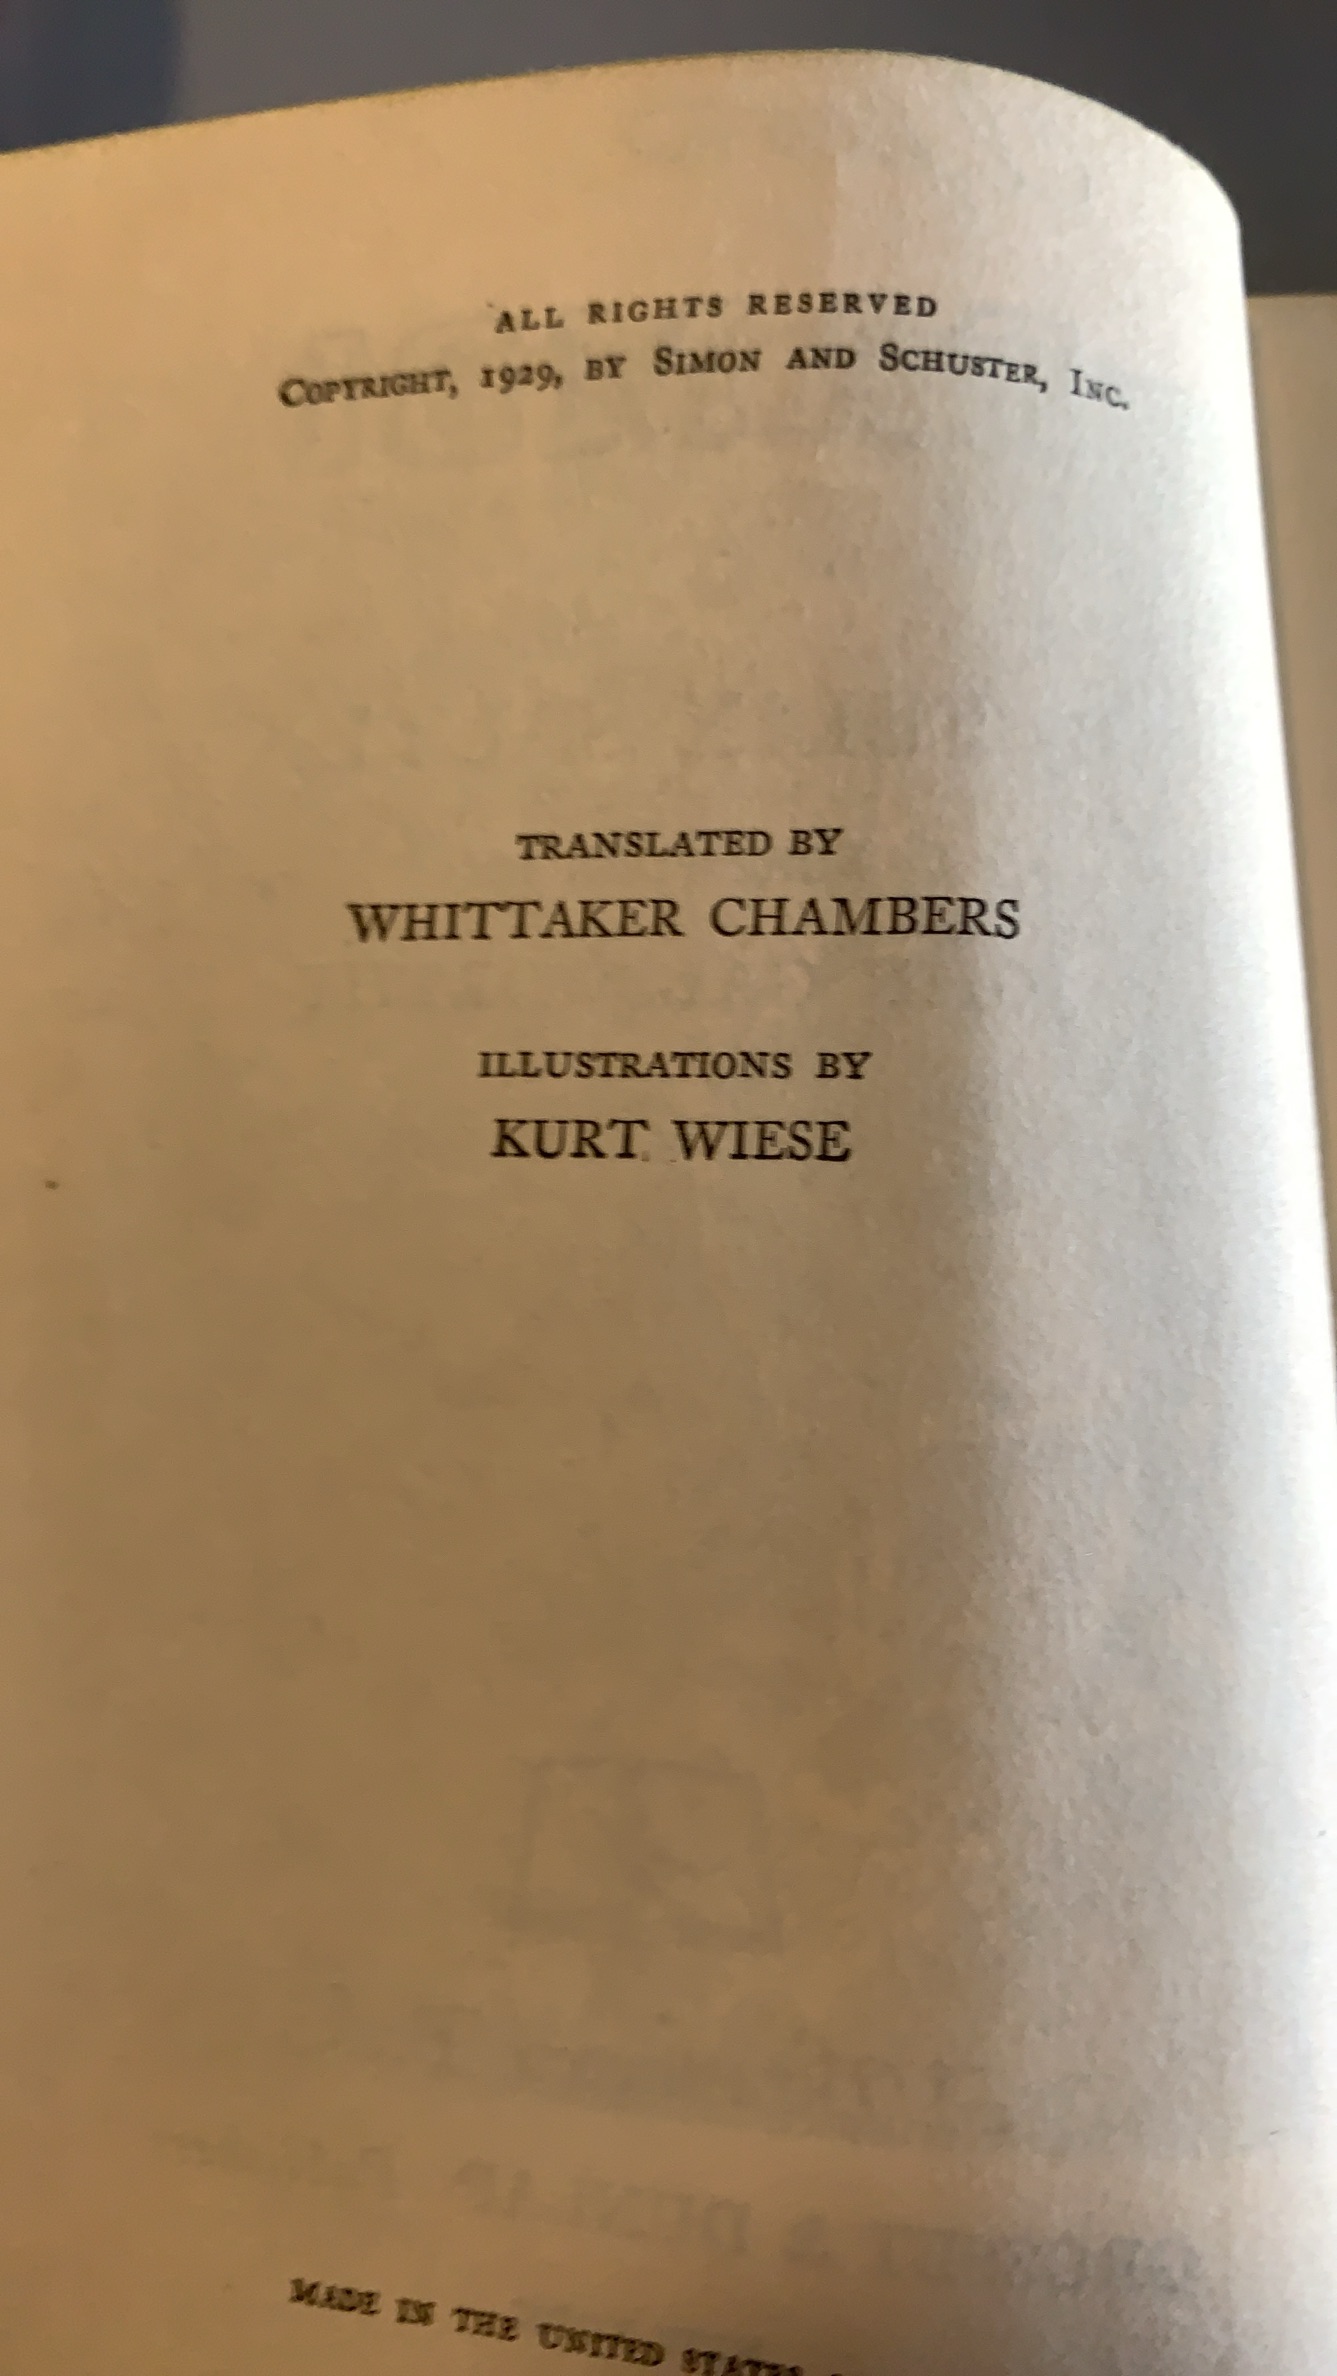 ALL RIGHTS RESERVED
COPYRIGHT, 1929, BY SIMON AND SCHUSTER, INC.
TRANSLATED BY
WHITTAKER CHAMBERS
ILLUSTRATIONS BY
KURT WIESE
MADE IN THE UNITED STATES